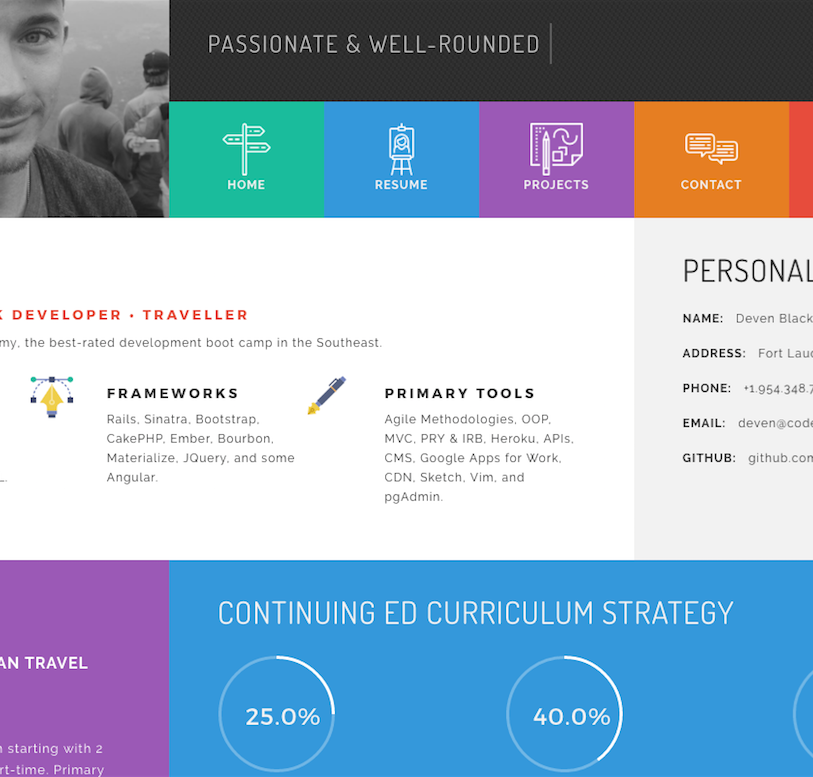 PASSIONATE & WELL-ROUNDED
HOME
RESUME
PROJECTS
CONTACT
DEVELOPER • TRAVELLER
the best-rated development boot camp in the Southeast.
FRAMEWORKS
Rails, Sinatra, Bootstrap,
CakePHP, Ember, Bourbon,
Materialize, JQuery, and some
Angular.
PRIMARY TOOLS
Agile Methodologies, OOP,
MVC, PRY & IRB, Heroku, APIs,
CMS, Google Apps for Work,
CDN, Sketch, Vim, and
pgAdmin.
PERSONAL
NAME: Deven Black
ADDRESS: Fort Laud
PHONE: +1.954.348.7
EMAIL: deven@code
GITHUB: github.com
AN TRAVEL
starting with 2
rt-time. Primary
CONTINUING ED CURRICULUM STRATEGY
25.0%
40.0%